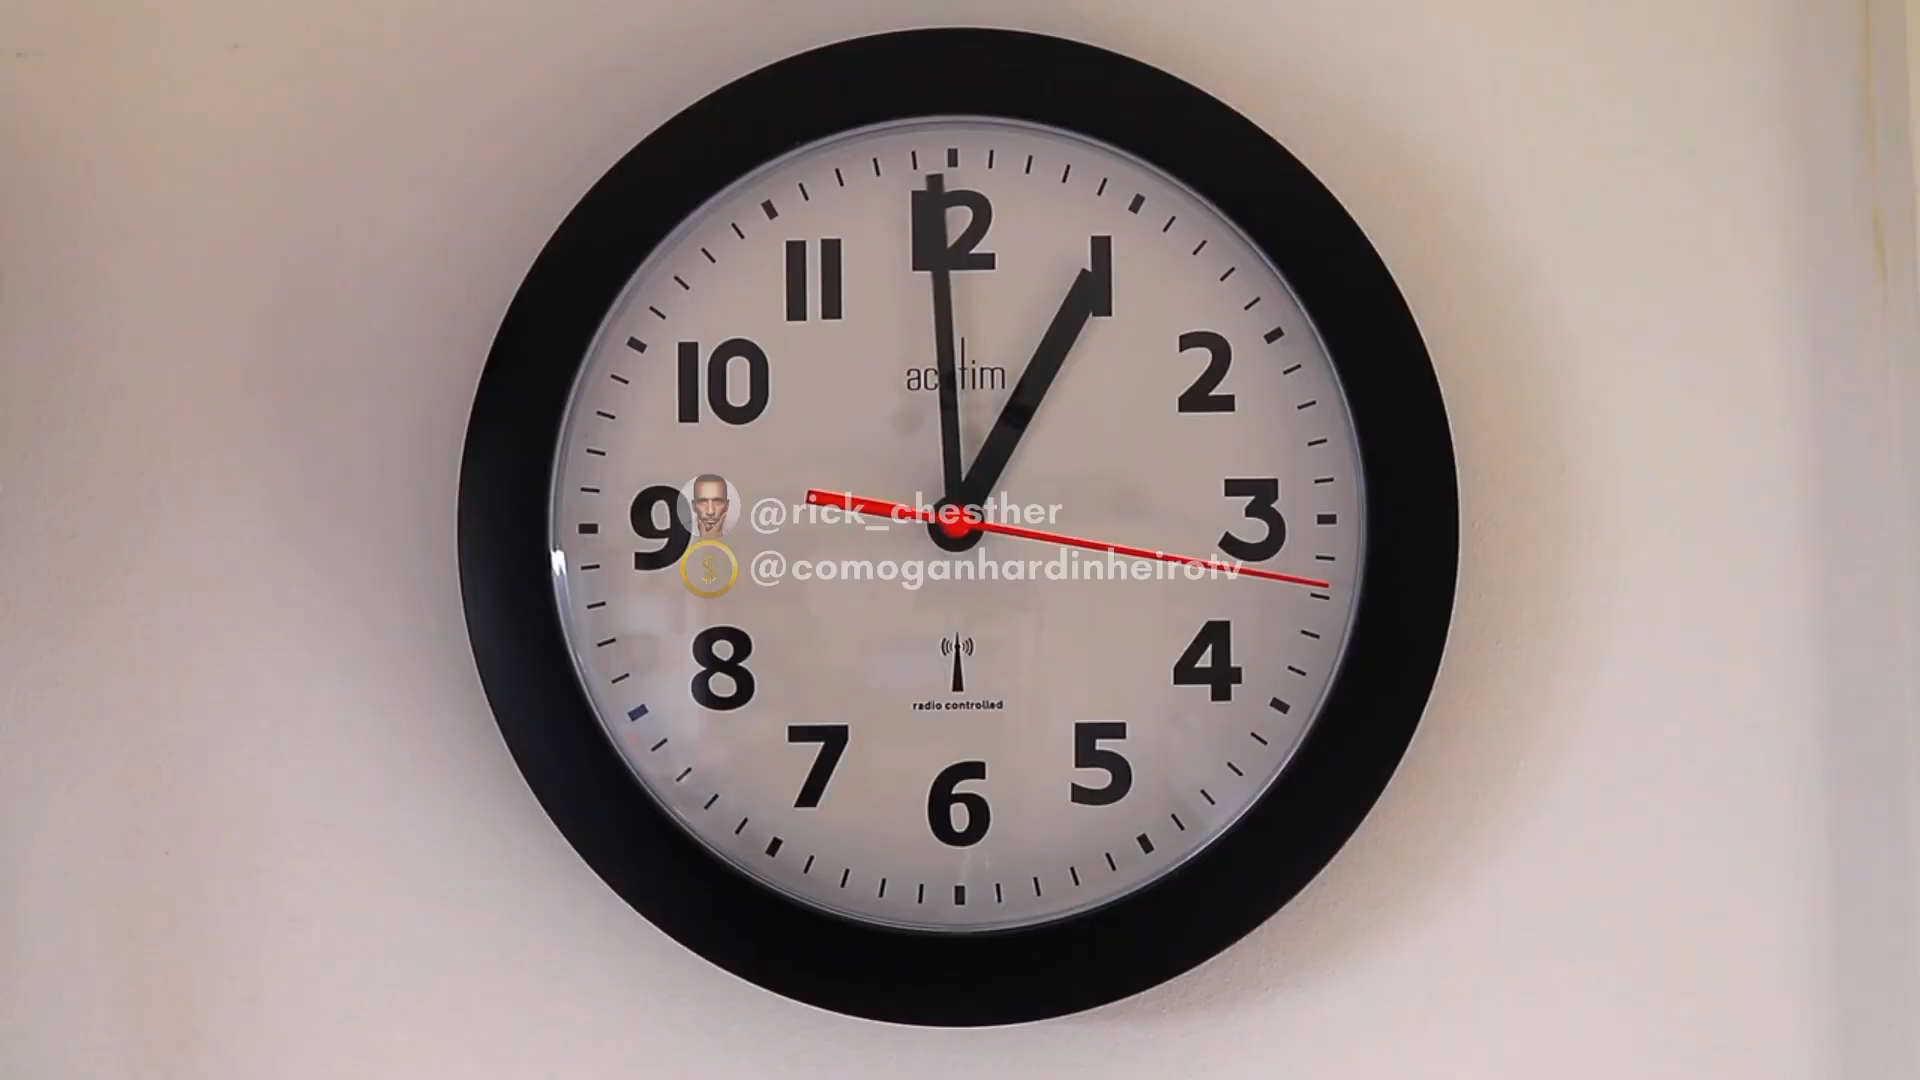 12
11 1
10 2
acctim
9 3
@rick_chesther
@comoganhardinheirotv
8 4
radio controlled
7 5
6